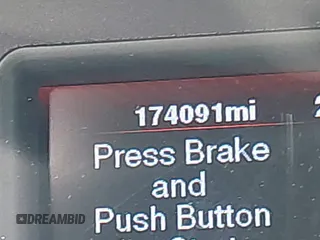 174091mi
Press Brake
and
Push Button
DREAMBID